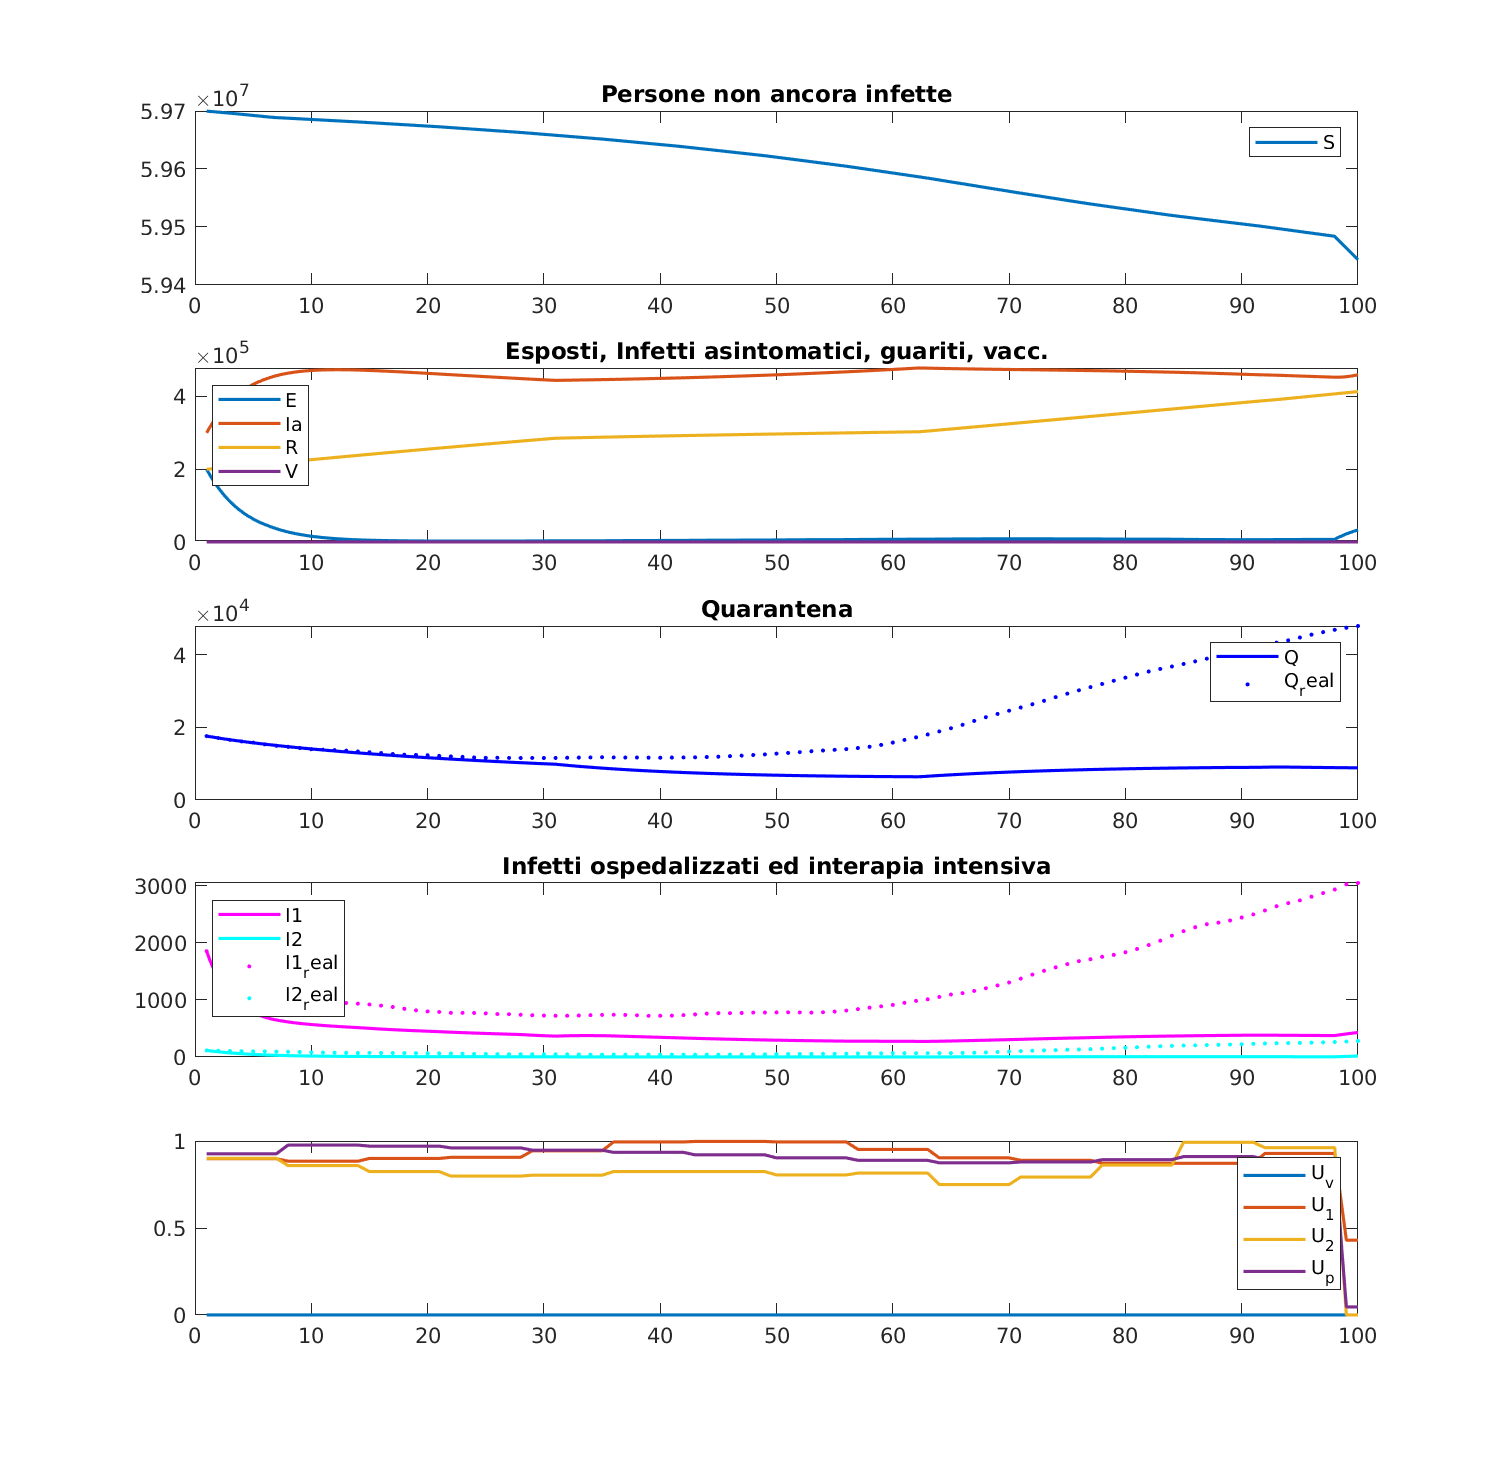 ×10^7
Persone non ancora infette
5.97
5.96
5.95
5.94
S
0 10 20 30 40 50 60 70 80 90 100
×10^5
Esposti, Infetti asintomatici, guariti, vacc.
4
2
0
E
Ia
R
V
0 10 20 30 40 50 60 70 80 90 100
×10^4
Quarantena
4
2
0
Q
Q_real
0 10 20 30 40 50 60 70 80 90 100
Infetti ospedalizzati ed interapia intensiva
3000
2000
1000
0
I1
I2
I1_real
I2_real
0 10 20 30 40 50 60 70 80 90 100
1
0.5
0
U_v
U_1
U_2
U_p
0 10 20 30 40 50 60 70 80 90 100